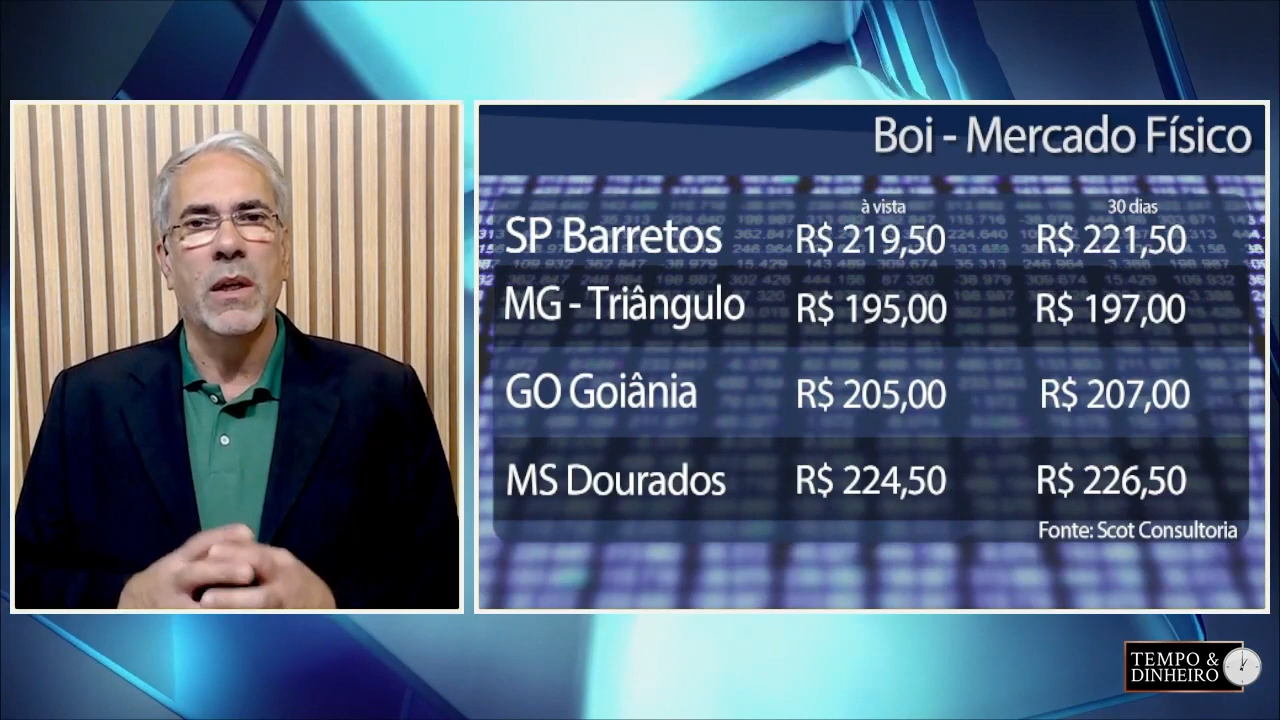 Boi - Mercado Físico
à vista 30 dias
SP Barretos R$ 219,50 R$ 221,50
MG - Triângulo R$ 195,00 R$ 197,00
GO Goiânia R$ 205,00 R$ 207,00
MS Dourados R$ 224,50 R$ 226,50
Fonte: Scot Consultoria
TEMPO &
DINHEIRO